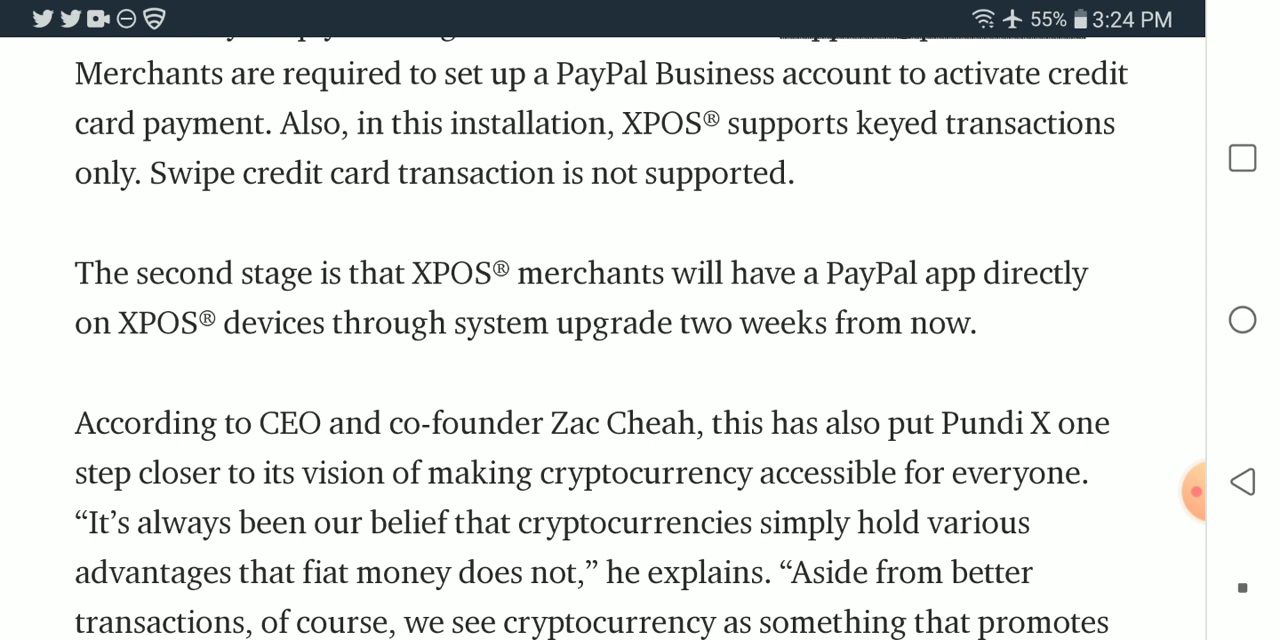 55% 3:24 PM
Merchants are required to set up a PayPal Business account to activate credit
card payment. Also, in this installation, XPOS® supports keyed transactions
only. Swipe credit card transaction is not supported.
The second stage is that XPOS® merchants will have a PayPal app directly
on XPOS® devices through system upgrade two weeks from now.
According to CEO and co-founder Zac Cheah, this has also put Pundi X one
step closer to its vision of making cryptocurrency accessible for everyone.
“It’s always been our belief that cryptocurrencies simply hold various
advantages that fiat money does not,” he explains. “Aside from better
transactions, of course, we see cryptocurrency as something that promotes